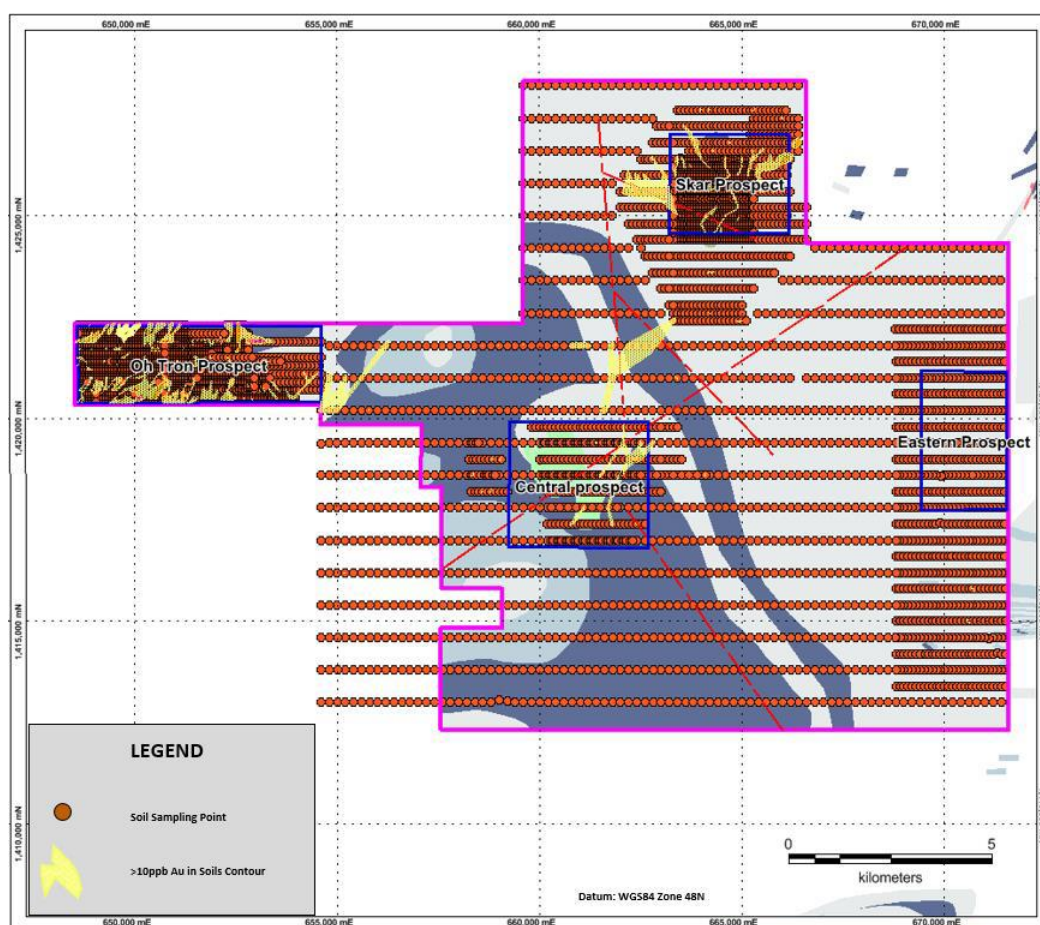 650,000 mE 655,000 mE 660,000 mE 665,000 mE 670,000 mE
1,425,000 mN
1,420,000 mN
1,415,000 mN
1,410,000 mN
Skar Prospect
Oh Tron Prospect
Eastern Prospect
Central prospect
LEGEND
Soil Sampling Point
>10ppb Au in Soils Contour
0 5
kilometers
Datum: WGS84 Zone 48N
650,000 mE 655,000 mE 660,000 mE 665,000 mE 670,000 mE